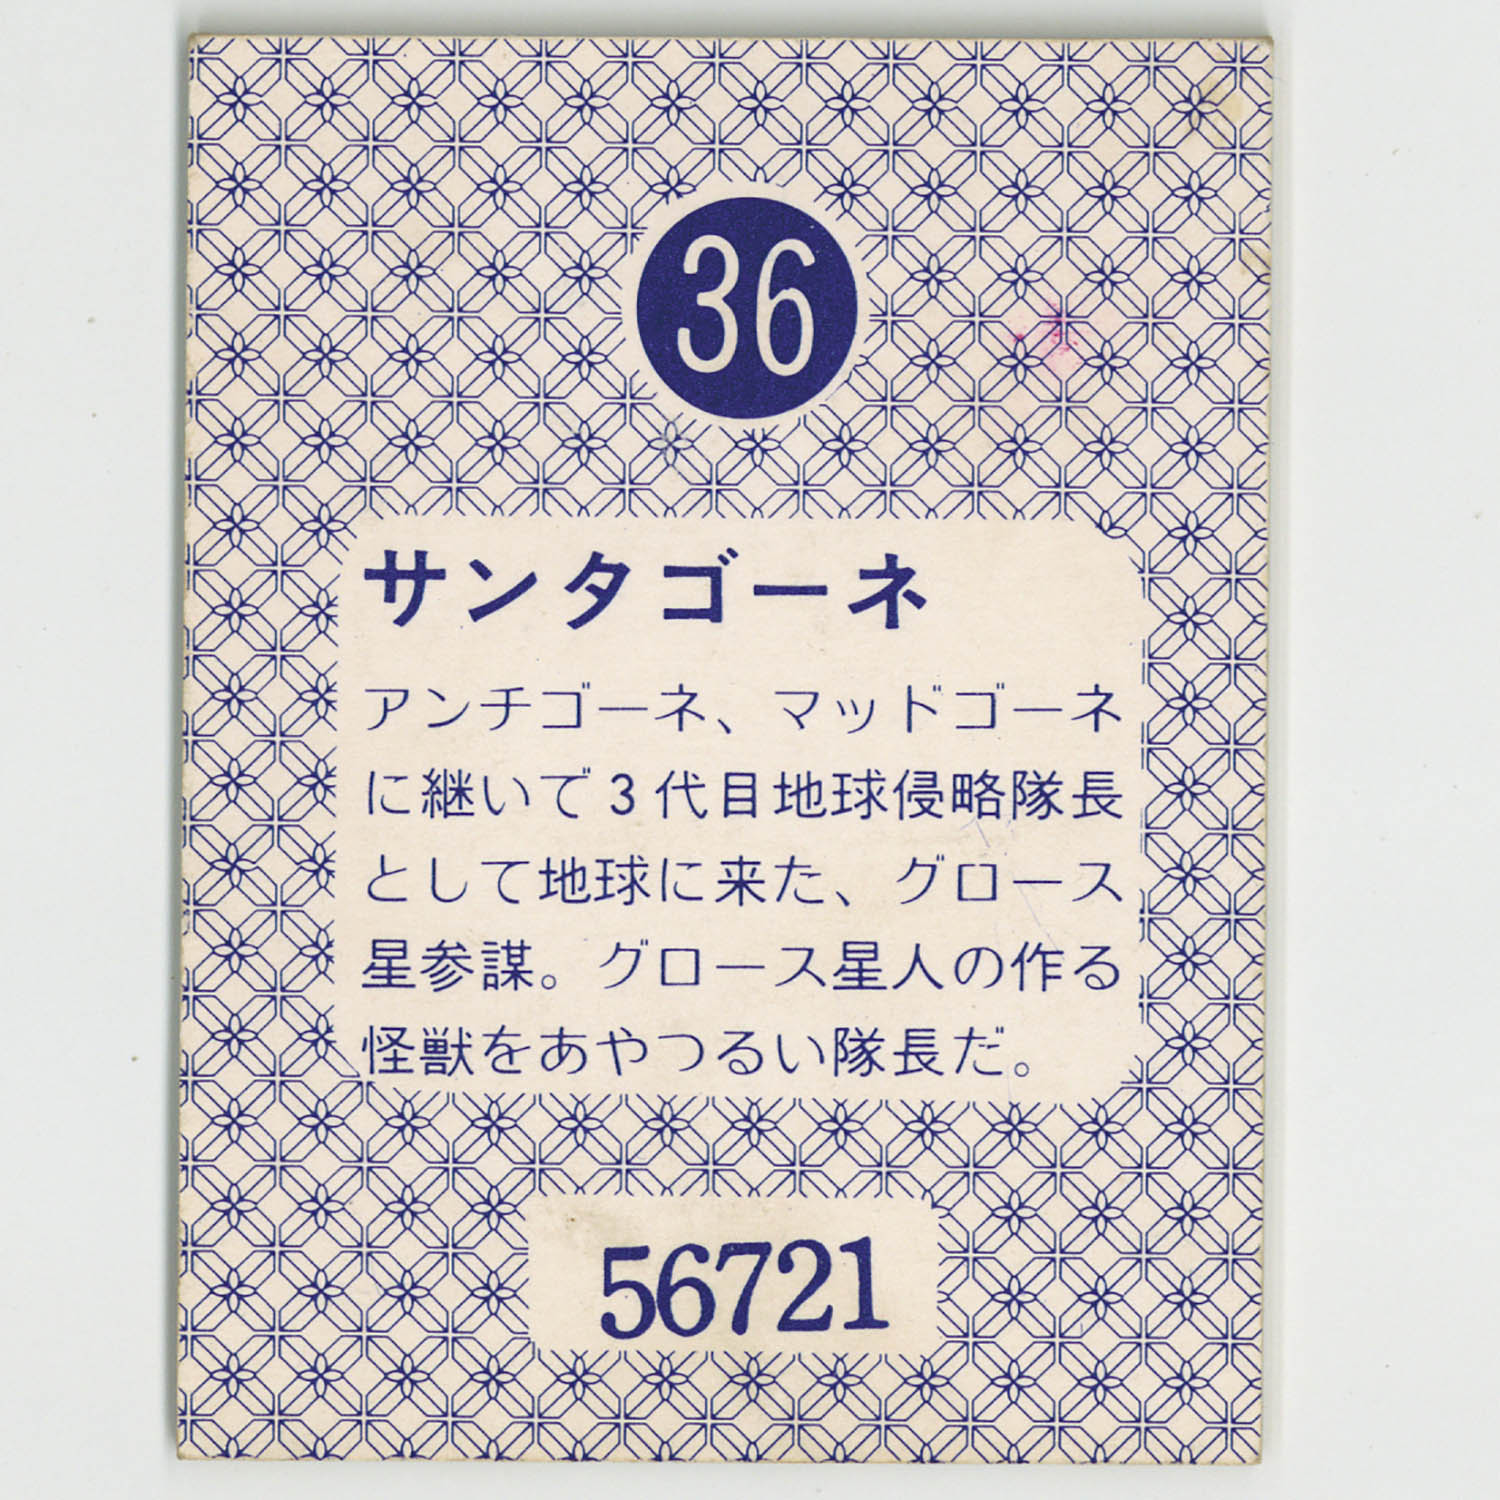 36
サンタゴーネ
アンチゴーネ、マッドゴーネ
に継いで3代目地球侵略隊長
として地球に来た、グロース
星参謀。グロース星人の作る
怪獣をあやつるい隊長だ。
56721